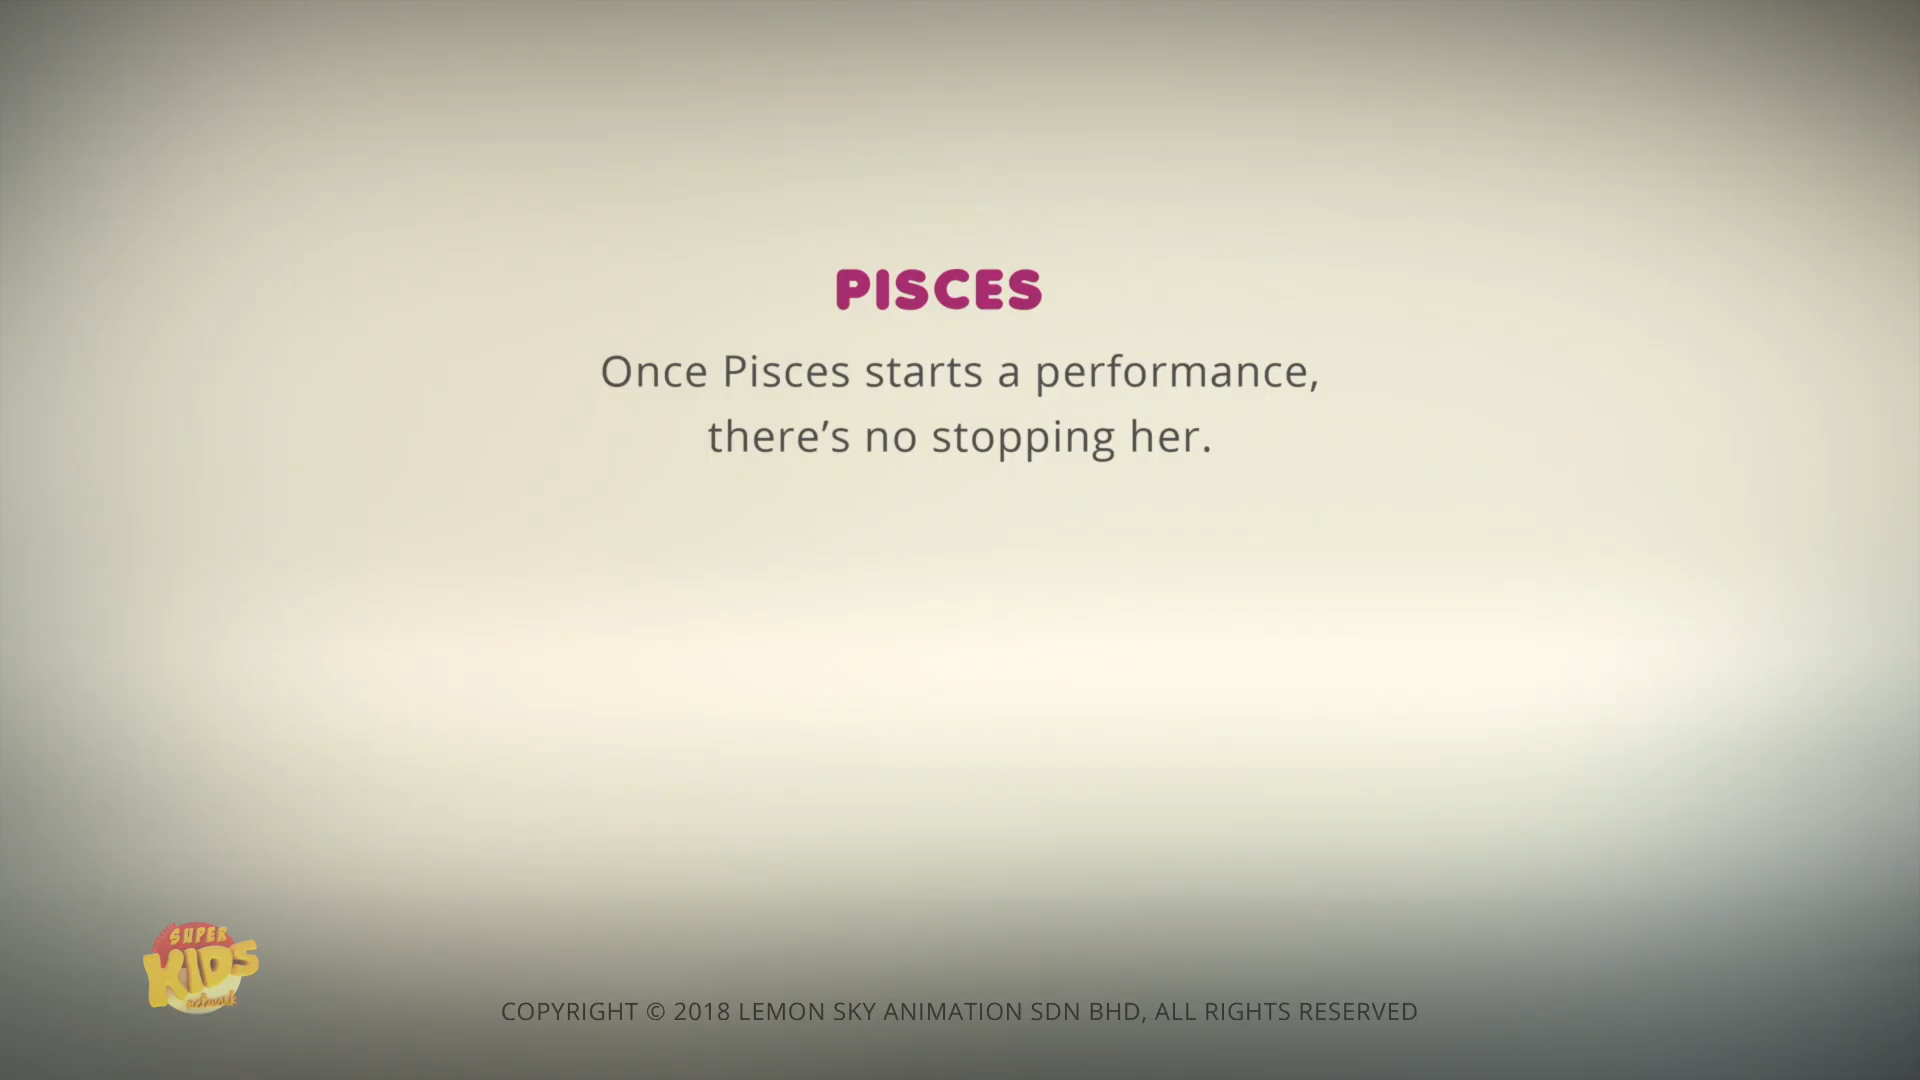 PISCES
Once Pisces starts a performance,
there’s no stopping her.
SUPER
KIDS
network
COPYRIGHT © 2018 LEMON SKY ANIMATION SDN BHD, ALL RIGHTS RESERVED